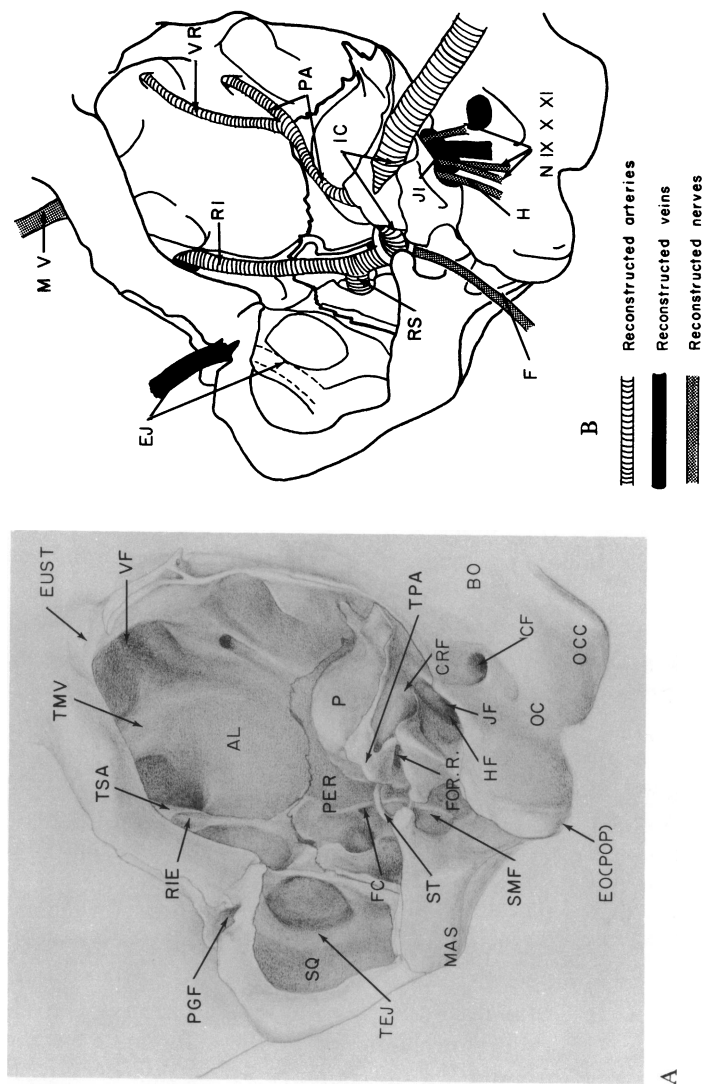 EUST
VF
TMV
TSA
RIE
PGF
AL
P
TPA
BO
CRF
CF
PER
FOR. R.
JF
OCC
OC
HF
FC
ST
SMF
SQ
TEJ
MAS
EO(POP)
A
M V
VR
PA
RI
IC
EJ
JI
N IX X XI
H
RS
F
B
Reconstructed arteries
Reconstructed veins
Reconstructed nerves